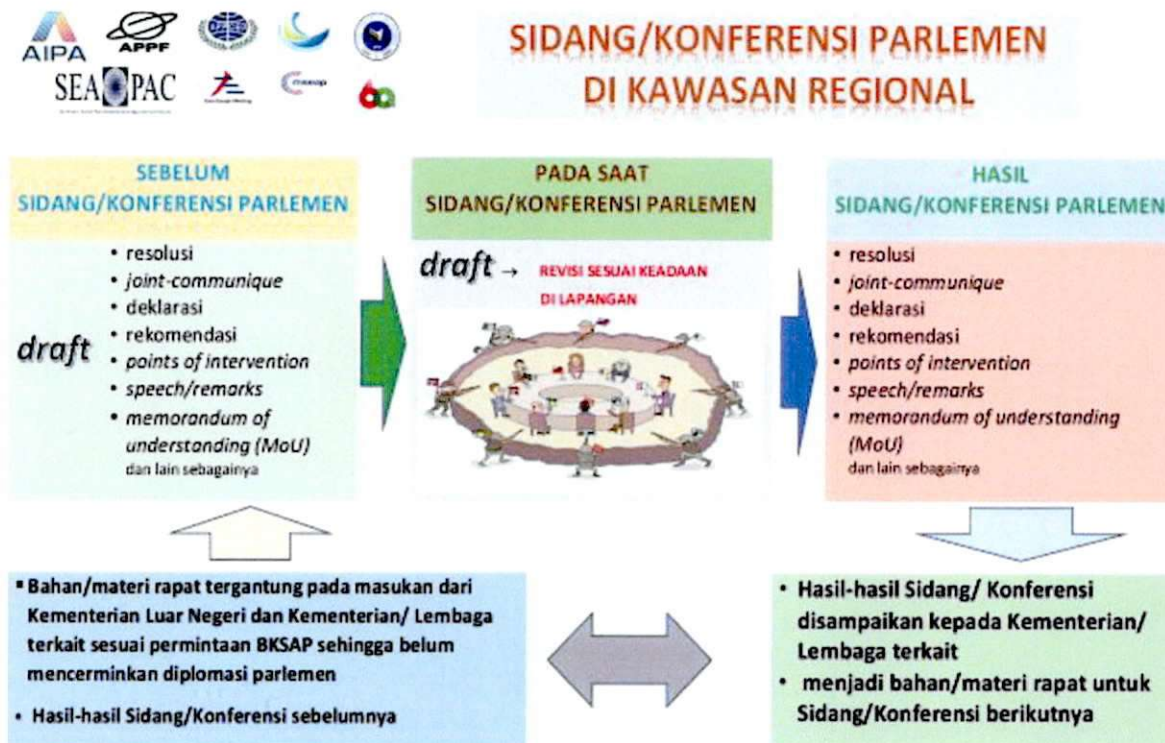 AIPA
APPF
SEA PAC
SIDANG/KONFERENSI PARLEMEN
DI KAWASAN REGIONAL
SEBELUM
SIDANG/KONFERENSI PARLEMEN
draft
• resolusi
• joint-communique
• deklarasi
• rekomendasi
• points of intervention
• speech/remarks
• memorandum of
understanding (MoU)
dan lain sebagainya
PADA SAAT
SIDANG/KONFERENSI PARLEMEN
draft → REVISI SESUAI KEADAAN
DI LAPANGAN
HASIL
SIDANG/KONFERENSI PARLEMEN
• resolusi
• joint-communique
• deklarasi
• rekomendasi
• points of intervention
• speech/remarks
• memorandum of understanding
(MoU)
dan lain sebagainya
▪ Bahan/materi rapat tergantung pada masukan dari
Kementerian Luar Negeri dan Kementerian/ Lembaga
terkait sesuai permintaan BKSAP sehingga belum
mencerminkan diplomasi parlemen
• Hasil-hasil Sidang/Konferensi sebelumnya
• Hasil-hasil Sidang/ Konferensi
disampaikan kepada Kementerian/
Lembaga terkait
• menjadi bahan/materi rapat untuk
Sidang/Konferensi berikutnya